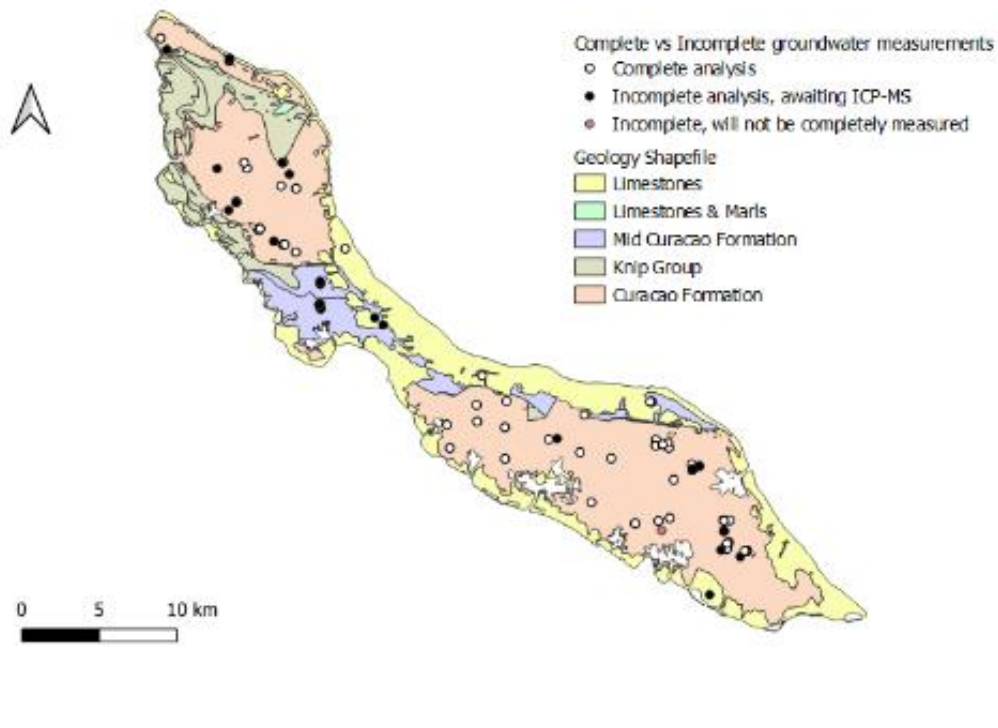 Complete vs Incomplete groundwater measurements
Complete analysis
Incomplete analysis, awaiting ICP-MS
Incomplete, will not be completely measured
Geology Shapefile
Limestones
Limestones & Marls
Mid Curacao Formation
Knip Group
Curacao Formation
0 5 10 km